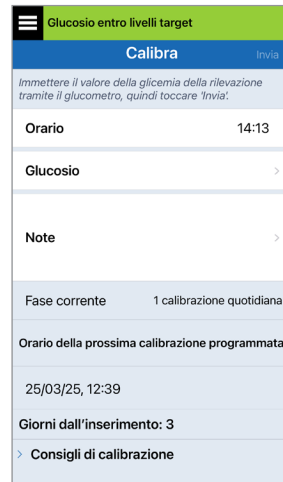 Glucosio entro livelli target
Calibra
Invia
Immettere il valore della glicemia della rilevazione
tramite il glucometro, quindi toccare 'Invia'.
Orario 14:13
Glucosio
Note
Fase corrente 1 calibrazione quotidiana
Orario della prossima calibrazione programmata
25/03/25, 12:39
Giorni dall'inserimento: 3
Consigli di calibrazione